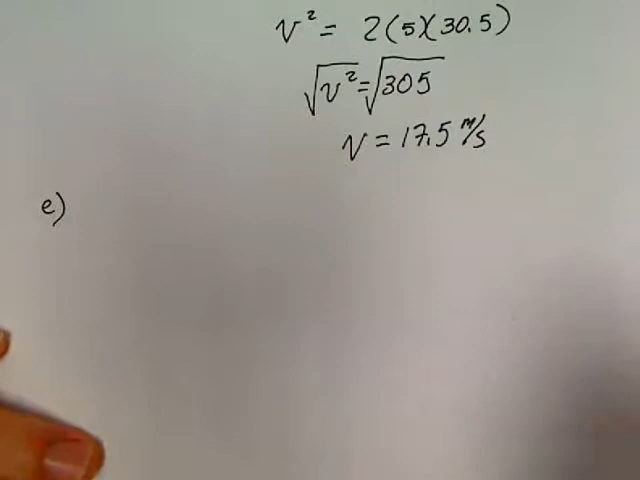 v² = 2(5)(30.5)
√v² = √305
v = 17.5 m/s
e)